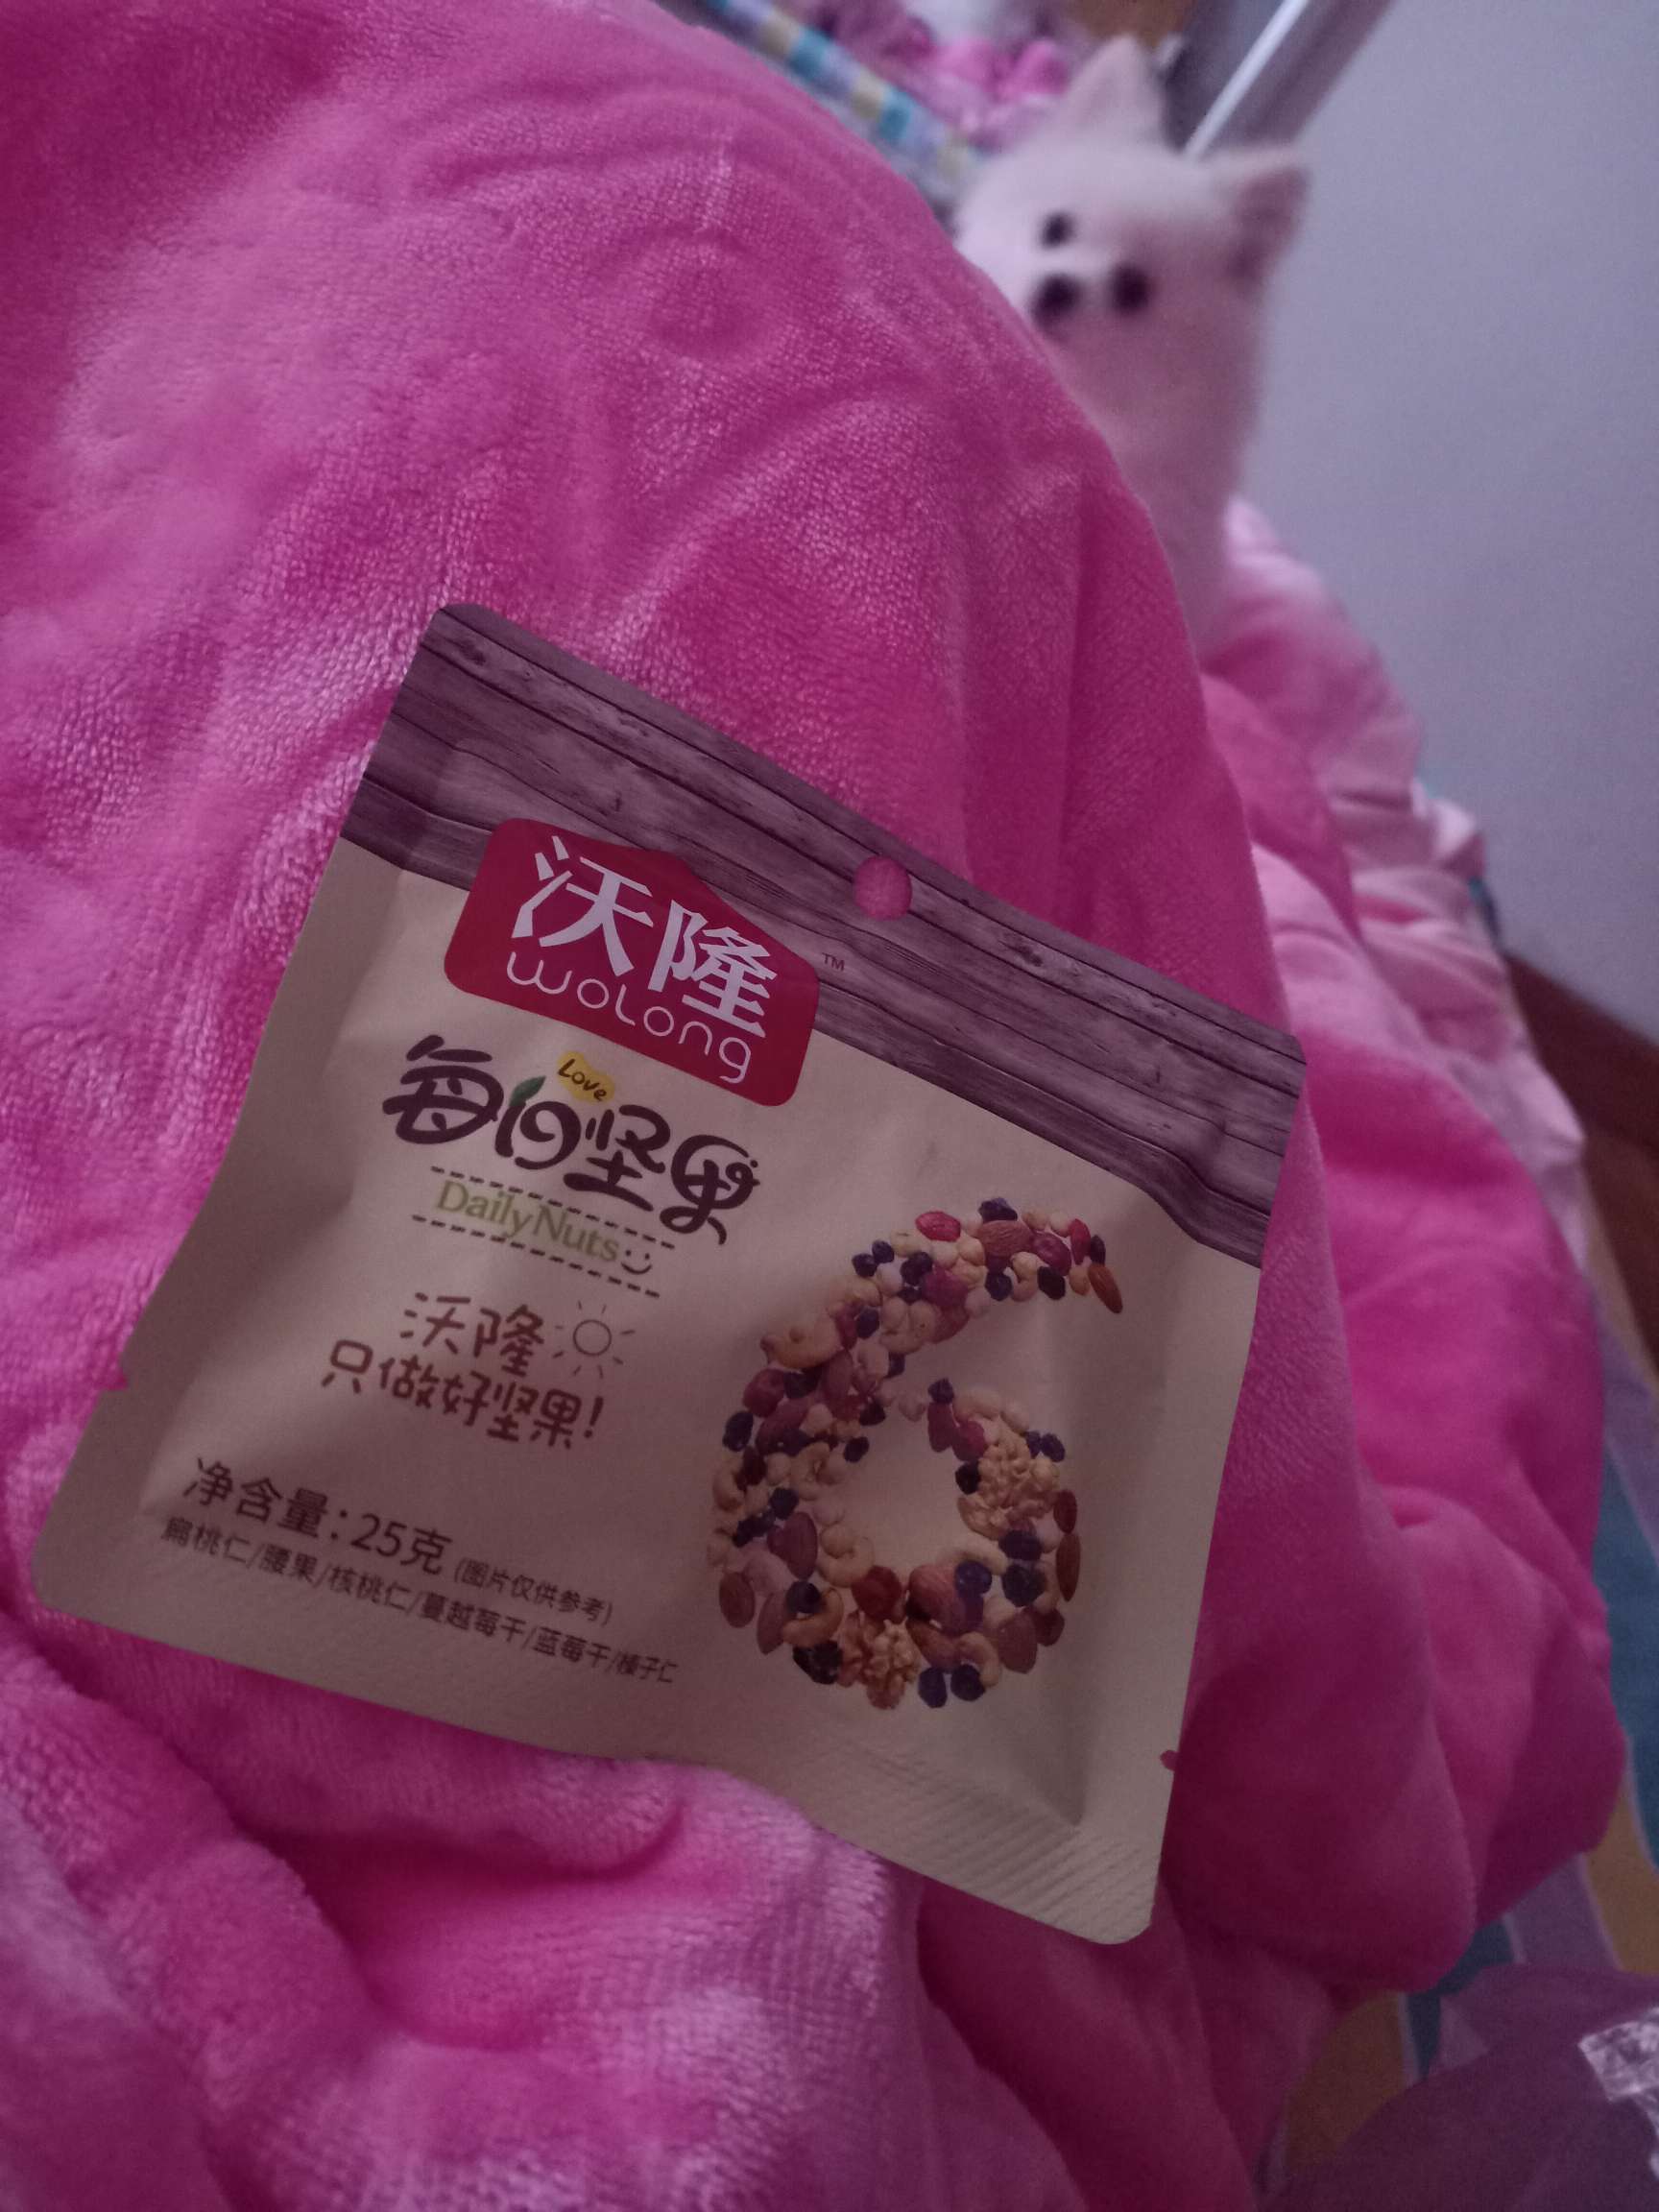 沃隆
TM
woLong
Love
每日坚果
DailyNuts
沃隆
只做好坚果!
净含量:25克 (图片仅供参考)
扁桃仁/腰果/核桃仁/蔓越莓干/蓝莓干/榛子仁